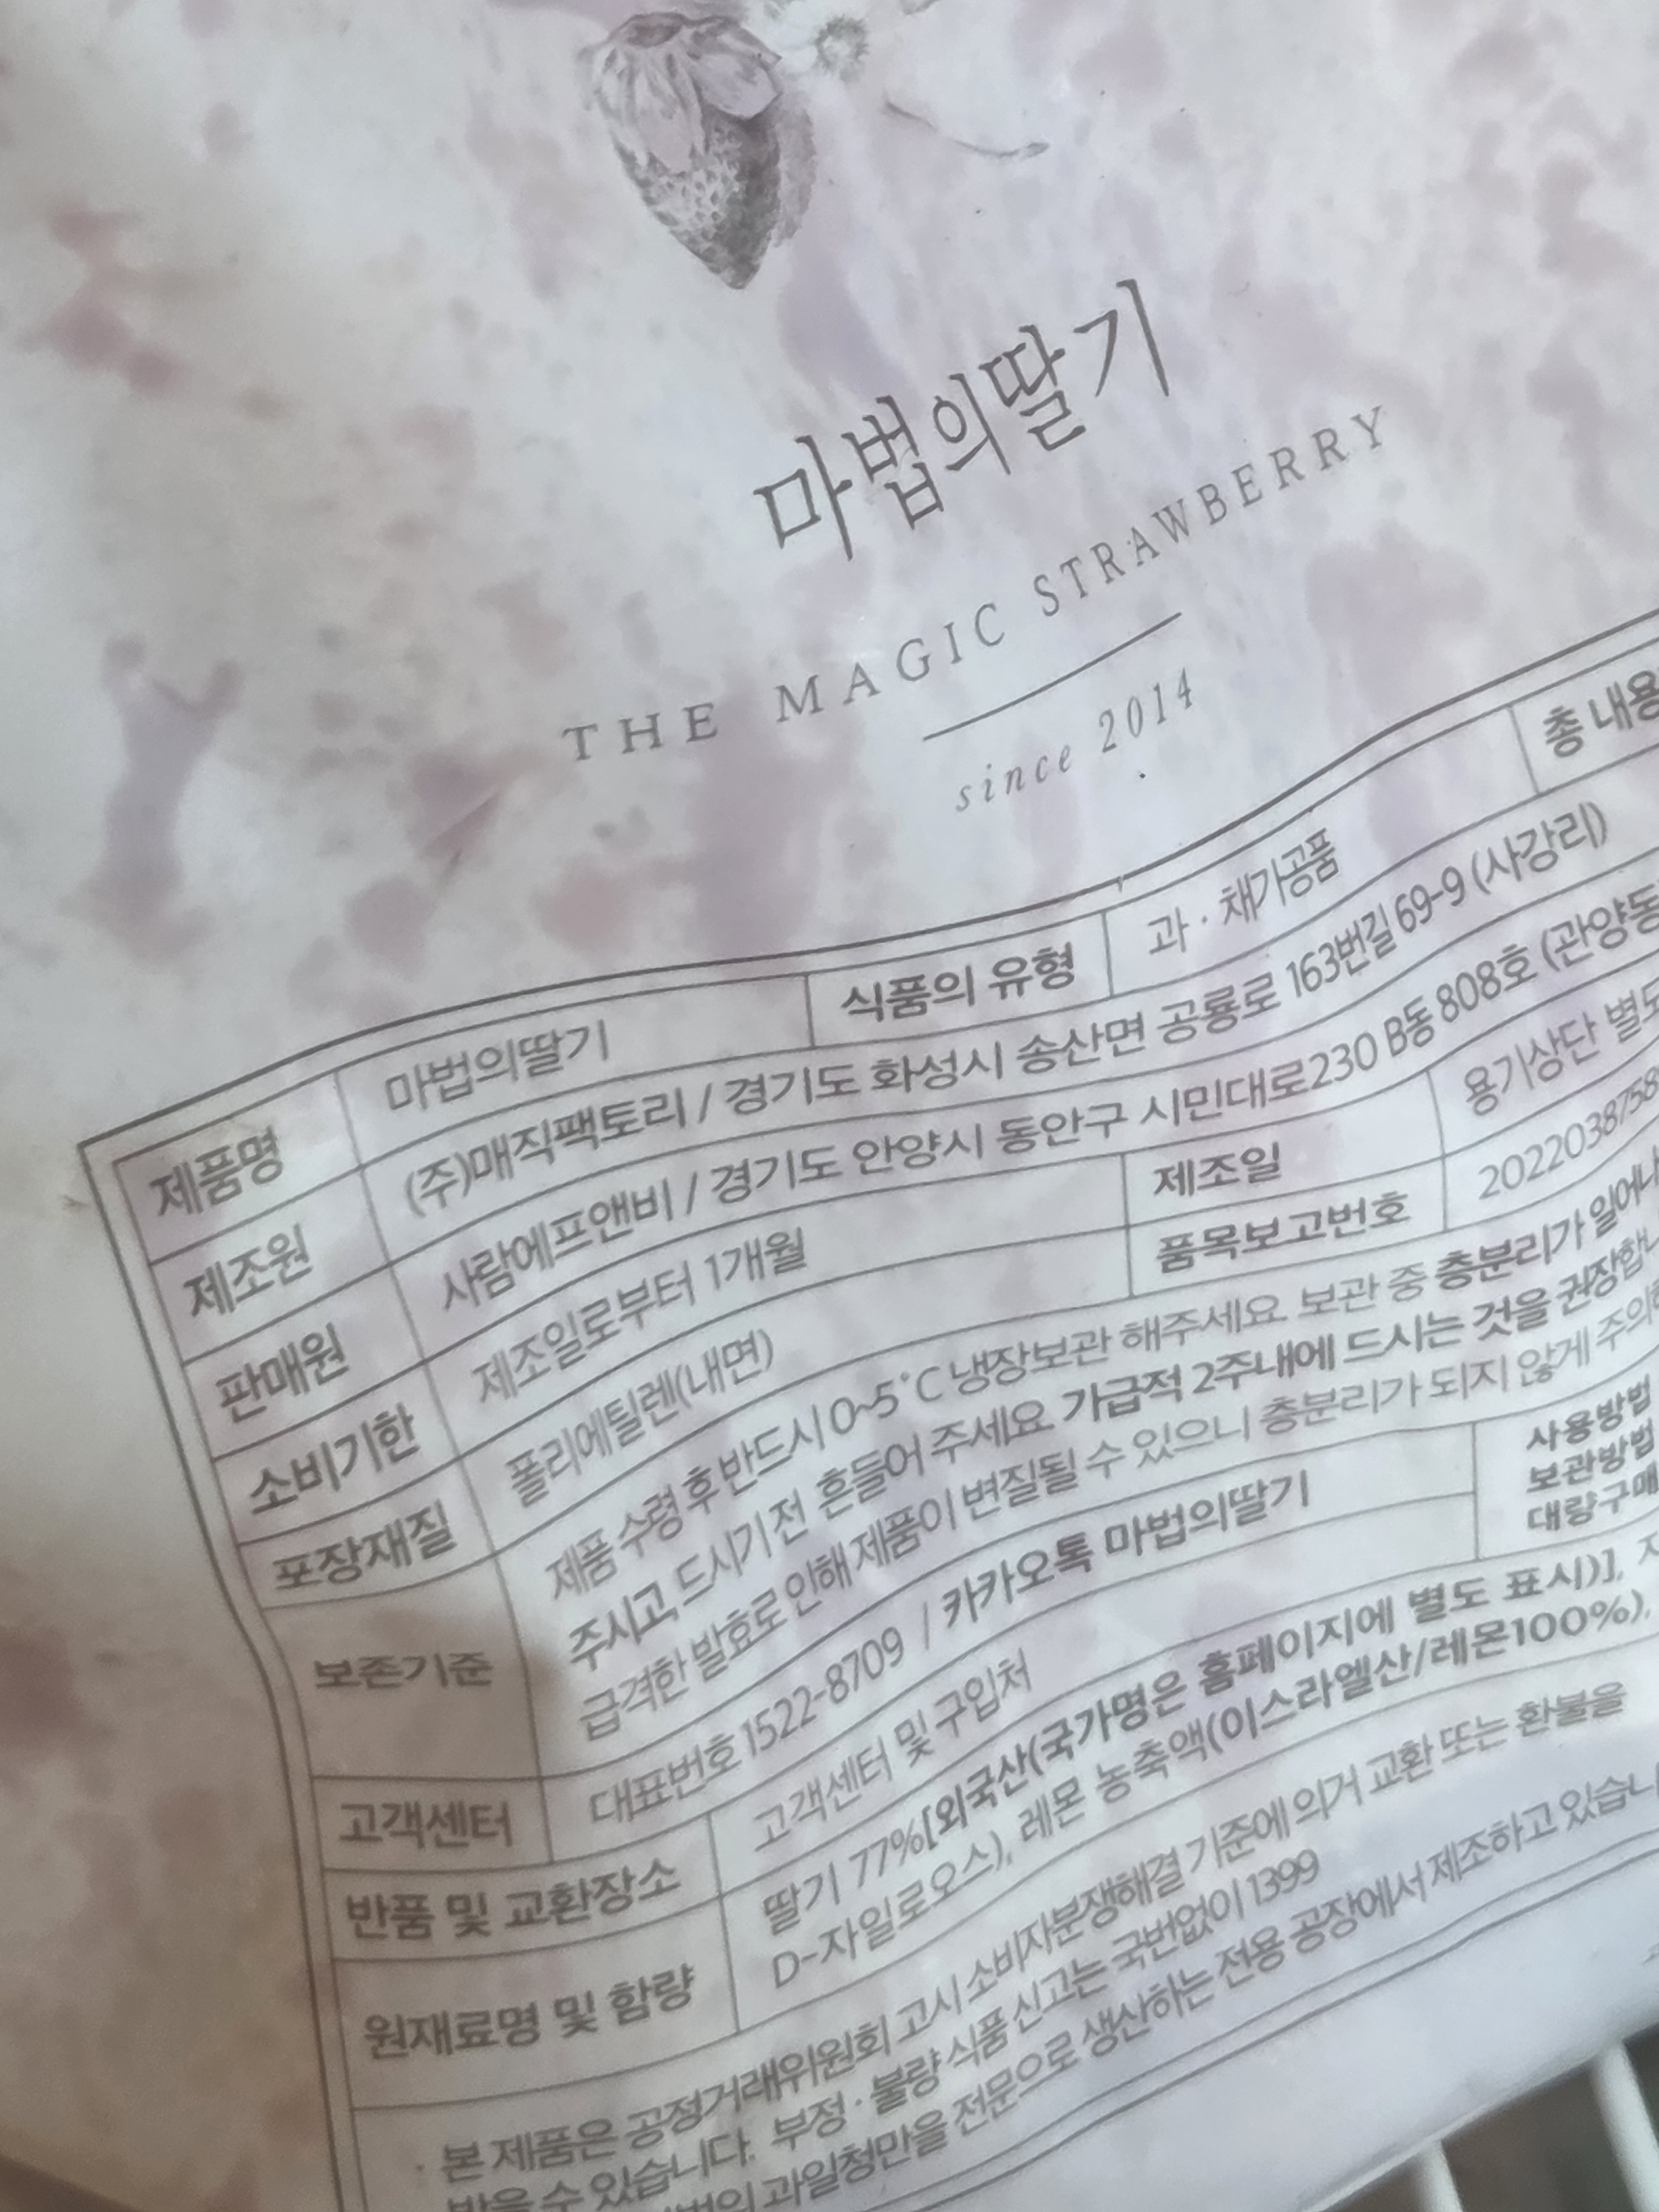 마법의딸기
THE MAGIC STRAWBERRY
since 2014
제품명 마법의딸기 식품의 유형 과 · 채가공품 총 내용
제조원 (주)매직팩토리 / 경기도 화성시 송산면 공룡로 163번길 69-9 (사강리)
판매원 사람에프앤비 / 경기도 안양시 동안구 시민대로230 B동 808호 (관양동
소비기한 제조일로부터 1개월 제조일 용기상단 별도
포장재질 폴리에틸렌(내면) 품목보고번호 2022038758
보존기준 제품 수령 후 반드시 0~5°C 냉장보관 해주세요. 보관 중 층분리가 일어나
주시고, 드시기 전 흔들어 주세요. 가급적 2주내에 드시는 것을 권장합니
급격한 발효로 인해 제품이 변질될 수 있으니 층분리가 되지 않게 주의
고객센터 대표번호 1522-8709 / 카카오톡 마법의딸기
사용방법
보관방법
대량구매
반품 및 교환장소 고객센터 및 구입처
원재료명 및 함량 딸기 77%[외국산(국가명은 홈페이지에 별도 표시)],
D-자일로오스), 레몬 농축액(이스라엘산/레몬100%),
· 본 제품은 공정거래위원회 고시 소비자분쟁해결 기준에 의거 교환 또는 환불을
받을 수 있습니다. 부정 · 불량 식품 신고는 국번없이 1399
과일청만을 전문으로 생산하는 전용 공장에서 제조하고 있습니